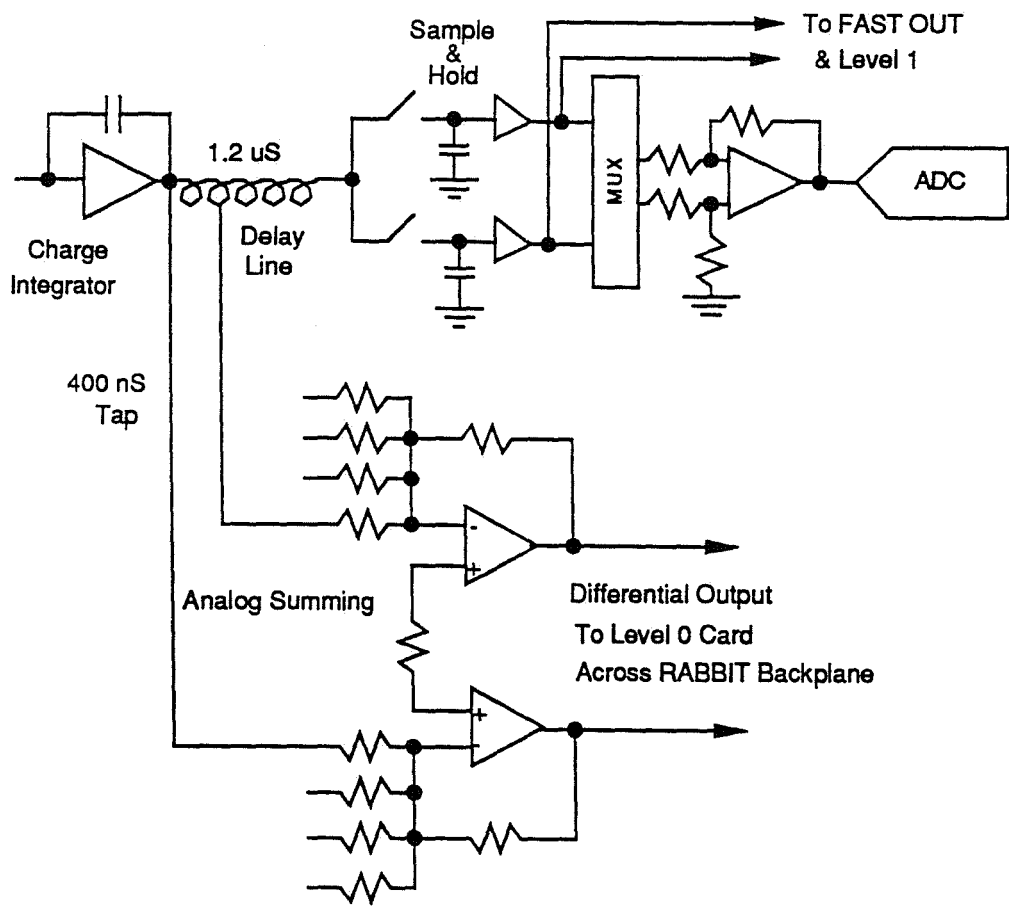 To FAST OUT
& Level 1
Sample
&
Hold
1.2 uS
MUX
ADC
Charge
Integrator
Delay
Line
400 nS
Tap
-
+
Analog Summing
Differential Output
To Level 0 Card
Across RABBIT Backplane
+
-